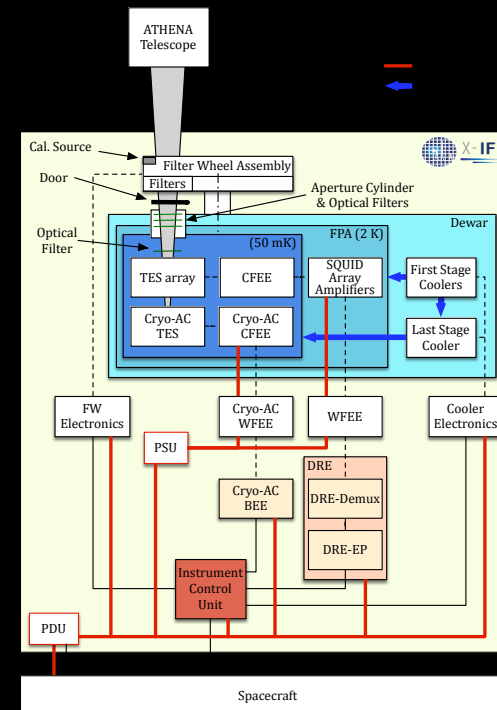 ATHENA
Telescope
X-IF
Cal. Source
Filter Wheel Assembly
Filters
Door
Aperture Cylinder
& Optical Filters
Dewar
Optical
Filter
FPA (2 K)
(50 mK)
TES array
CFEE
SQUID
Array
Amplifiers
First Stage
Coolers
Cryo-AC
TES
Cryo-AC
CFEE
Last Stage
Cooler
FW
Electronics
Cryo-AC
WFEE
WFEE
Cooler
Electronics
PSU
DRE
Cryo-AC
BEE
DRE-Demux
DRE-EP
Instrument
Control
Unit
PDU
Spacecraft